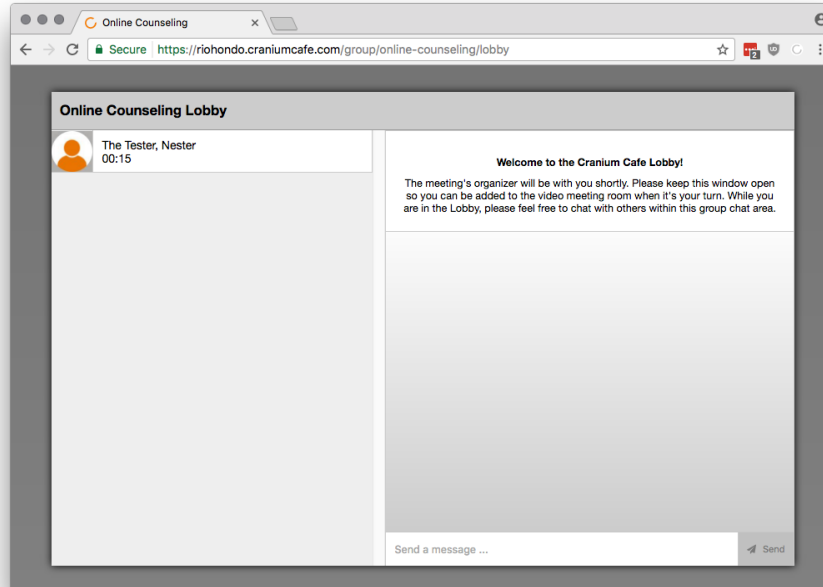 Online Counseling
Secure https://riohondo.craniumcafe.com/group/online-counseling/lobby
2
Online Counseling Lobby
The Tester, Nester
00:15
Welcome to the Cranium Cafe Lobby!
The meeting's organizer will be with you shortly. Please keep this window open
so you can be added to the video meeting room when it's your turn. While you
are in the Lobby, please feel free to chat with others within this group chat area.
Send a message ...
Send